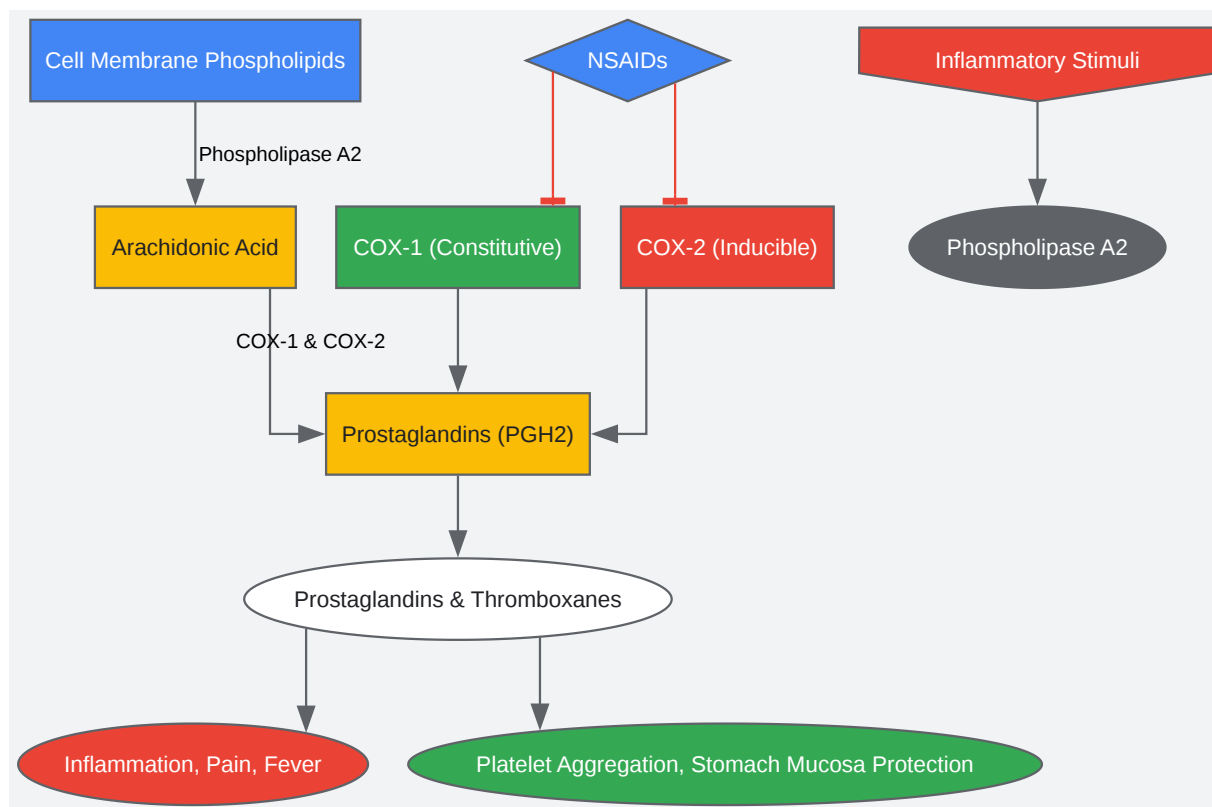 Cell Membrane Phospholipids
NSAIDs
Inflammatory Stimuli
Phospholipase A2
Arachidonic Acid
COX-1 (Constitutive)
COX-2 (Inducible)
Phospholipase A2
COX-1 & COX-2
Prostaglandins (PGH2)
Prostaglandins & Thromboxanes
Inflammation, Pain, Fever
Platelet Aggregation, Stomach Mucosa Protection